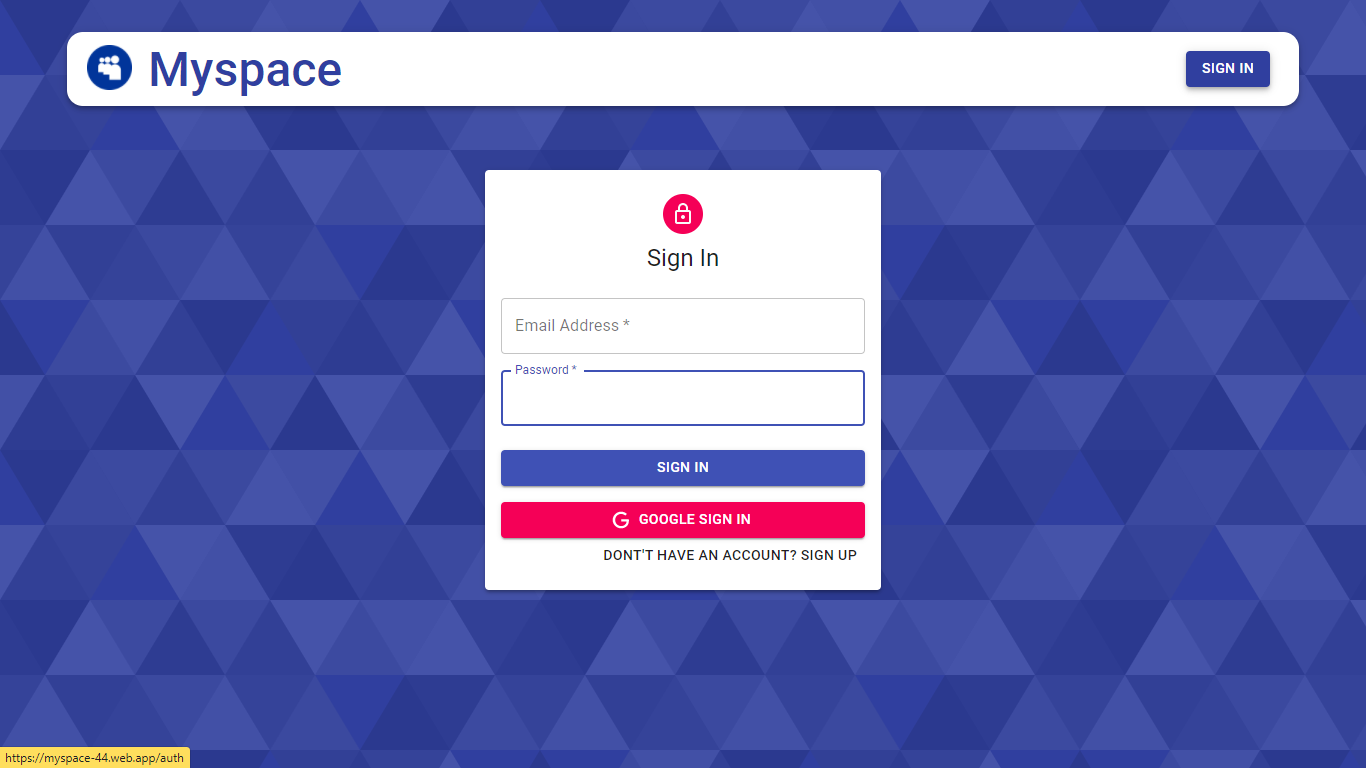 Myspace
SIGN IN
Sign In
Email Address *
Password *
SIGN IN
GOOGLE SIGN IN
DONT'T HAVE AN ACCOUNT? SIGN UP
https://myspace-44.web.app/auth